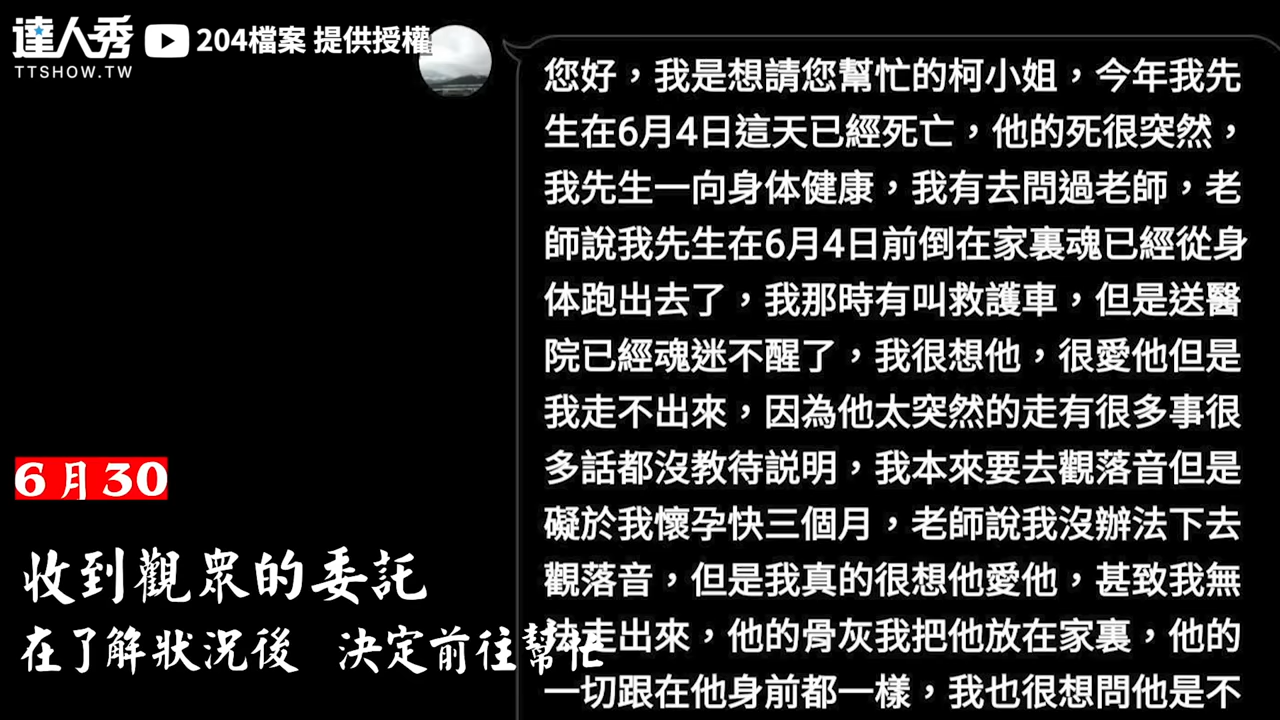 達人秀
TTSHOW.TW
204檔案 提供授權
您好，我是想請您幫忙的柯小姐，今年我先
生在6月4日這天已經死亡，他的死很突然，
我先生一向身体健康，我有去問過老師，老
師說我先生在6月4日前倒在家裏魂已經從身
体跑出去了，我那時有叫救護車，但是送醫
院已經魂迷不醒了，我很想他，很愛他但是
我走不出來，因為他太突然的走有很多事很
多話都沒教待説明，我本來要去觀落音但是
礙於我懷孕快三個月，老師說我沒辦法下去
觀落音，但是我真的很想他愛他，甚致我無
法走出來，他的骨灰我把他放在家裏，他的
一切跟在他身前都一樣，我也很想問他是不
6月30
收到觀眾的委託
在了解狀況後 決定前往幫忙